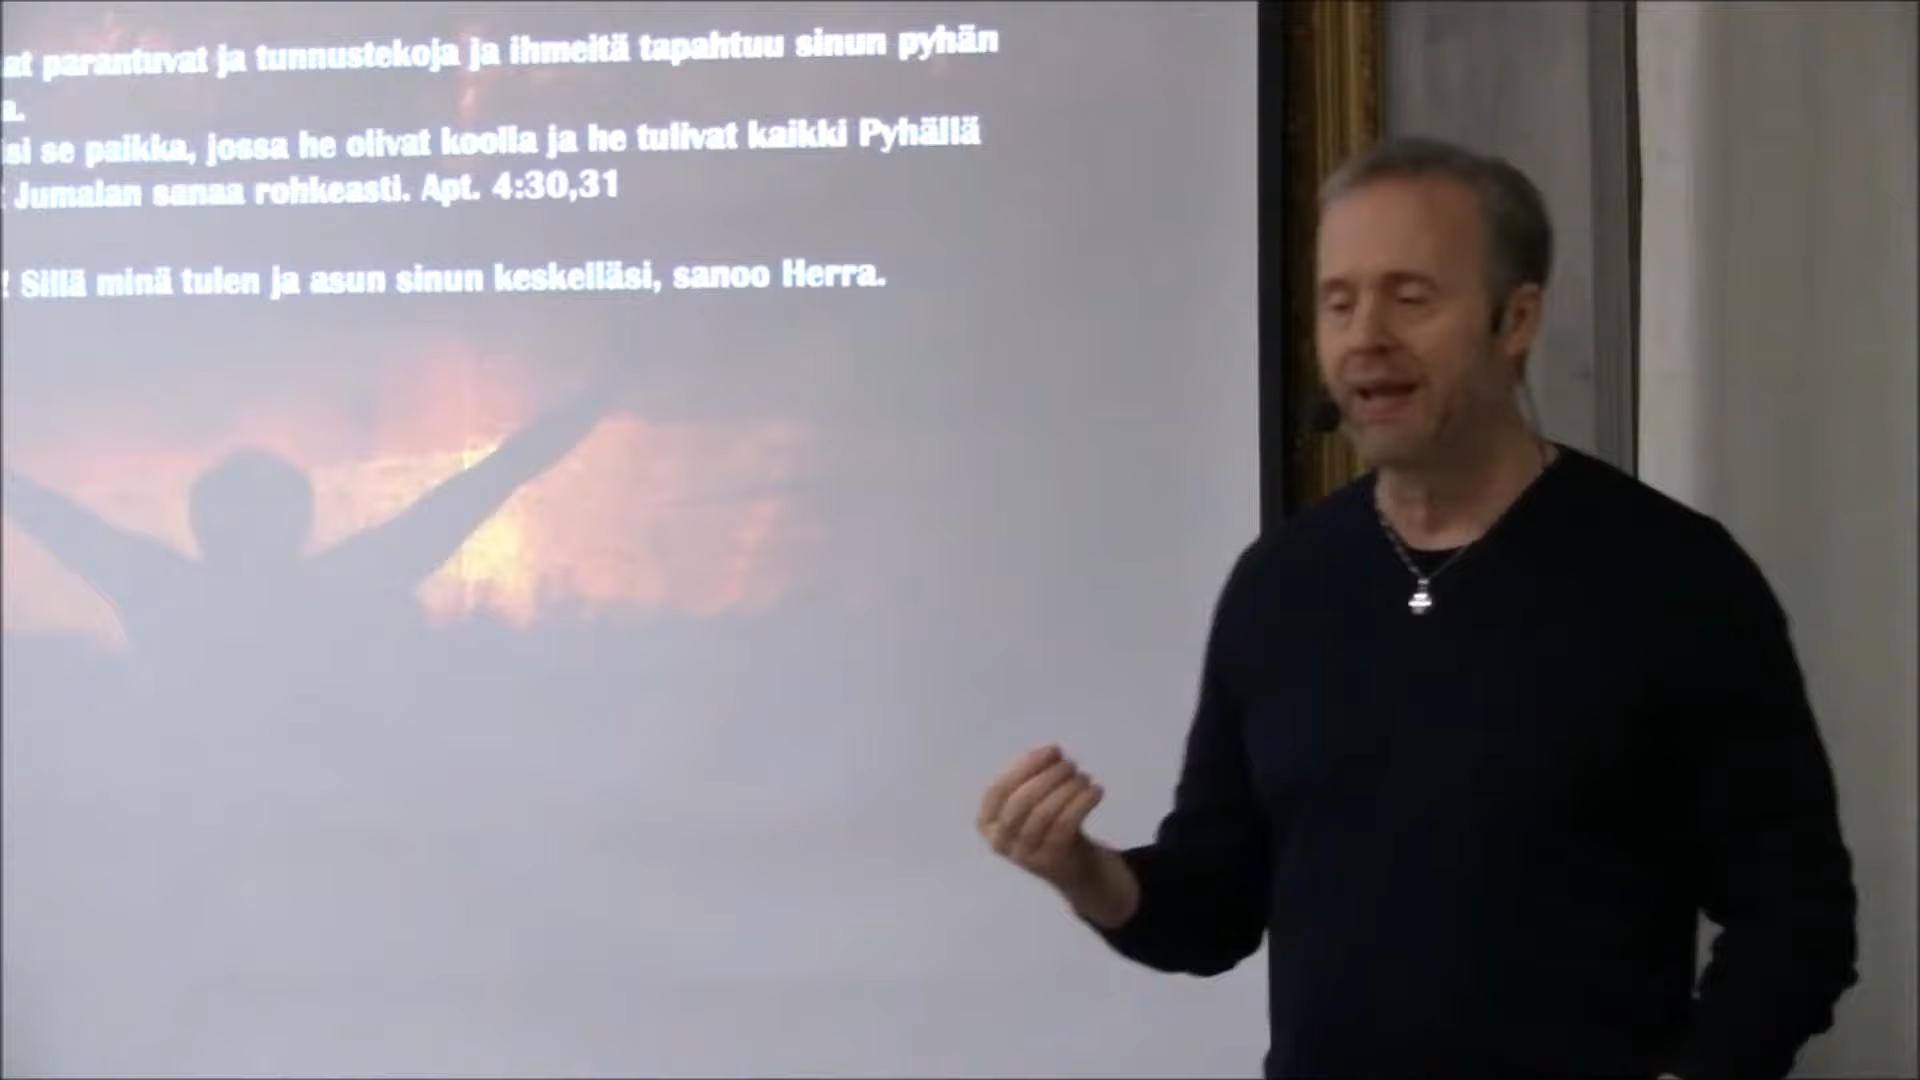 at parantuvat ja tunnustekoja ja ihmeitä tapahtuu sinun pyhän
a.
si se paikka, jossa he olivat koolla ja he tulivat kaikki Pyhällä
Jumalan sanaa rohkeasti. Apt. 4:30,31
! Sillä minä tulen ja asun sinun keskelläsi, sanoo Herra.